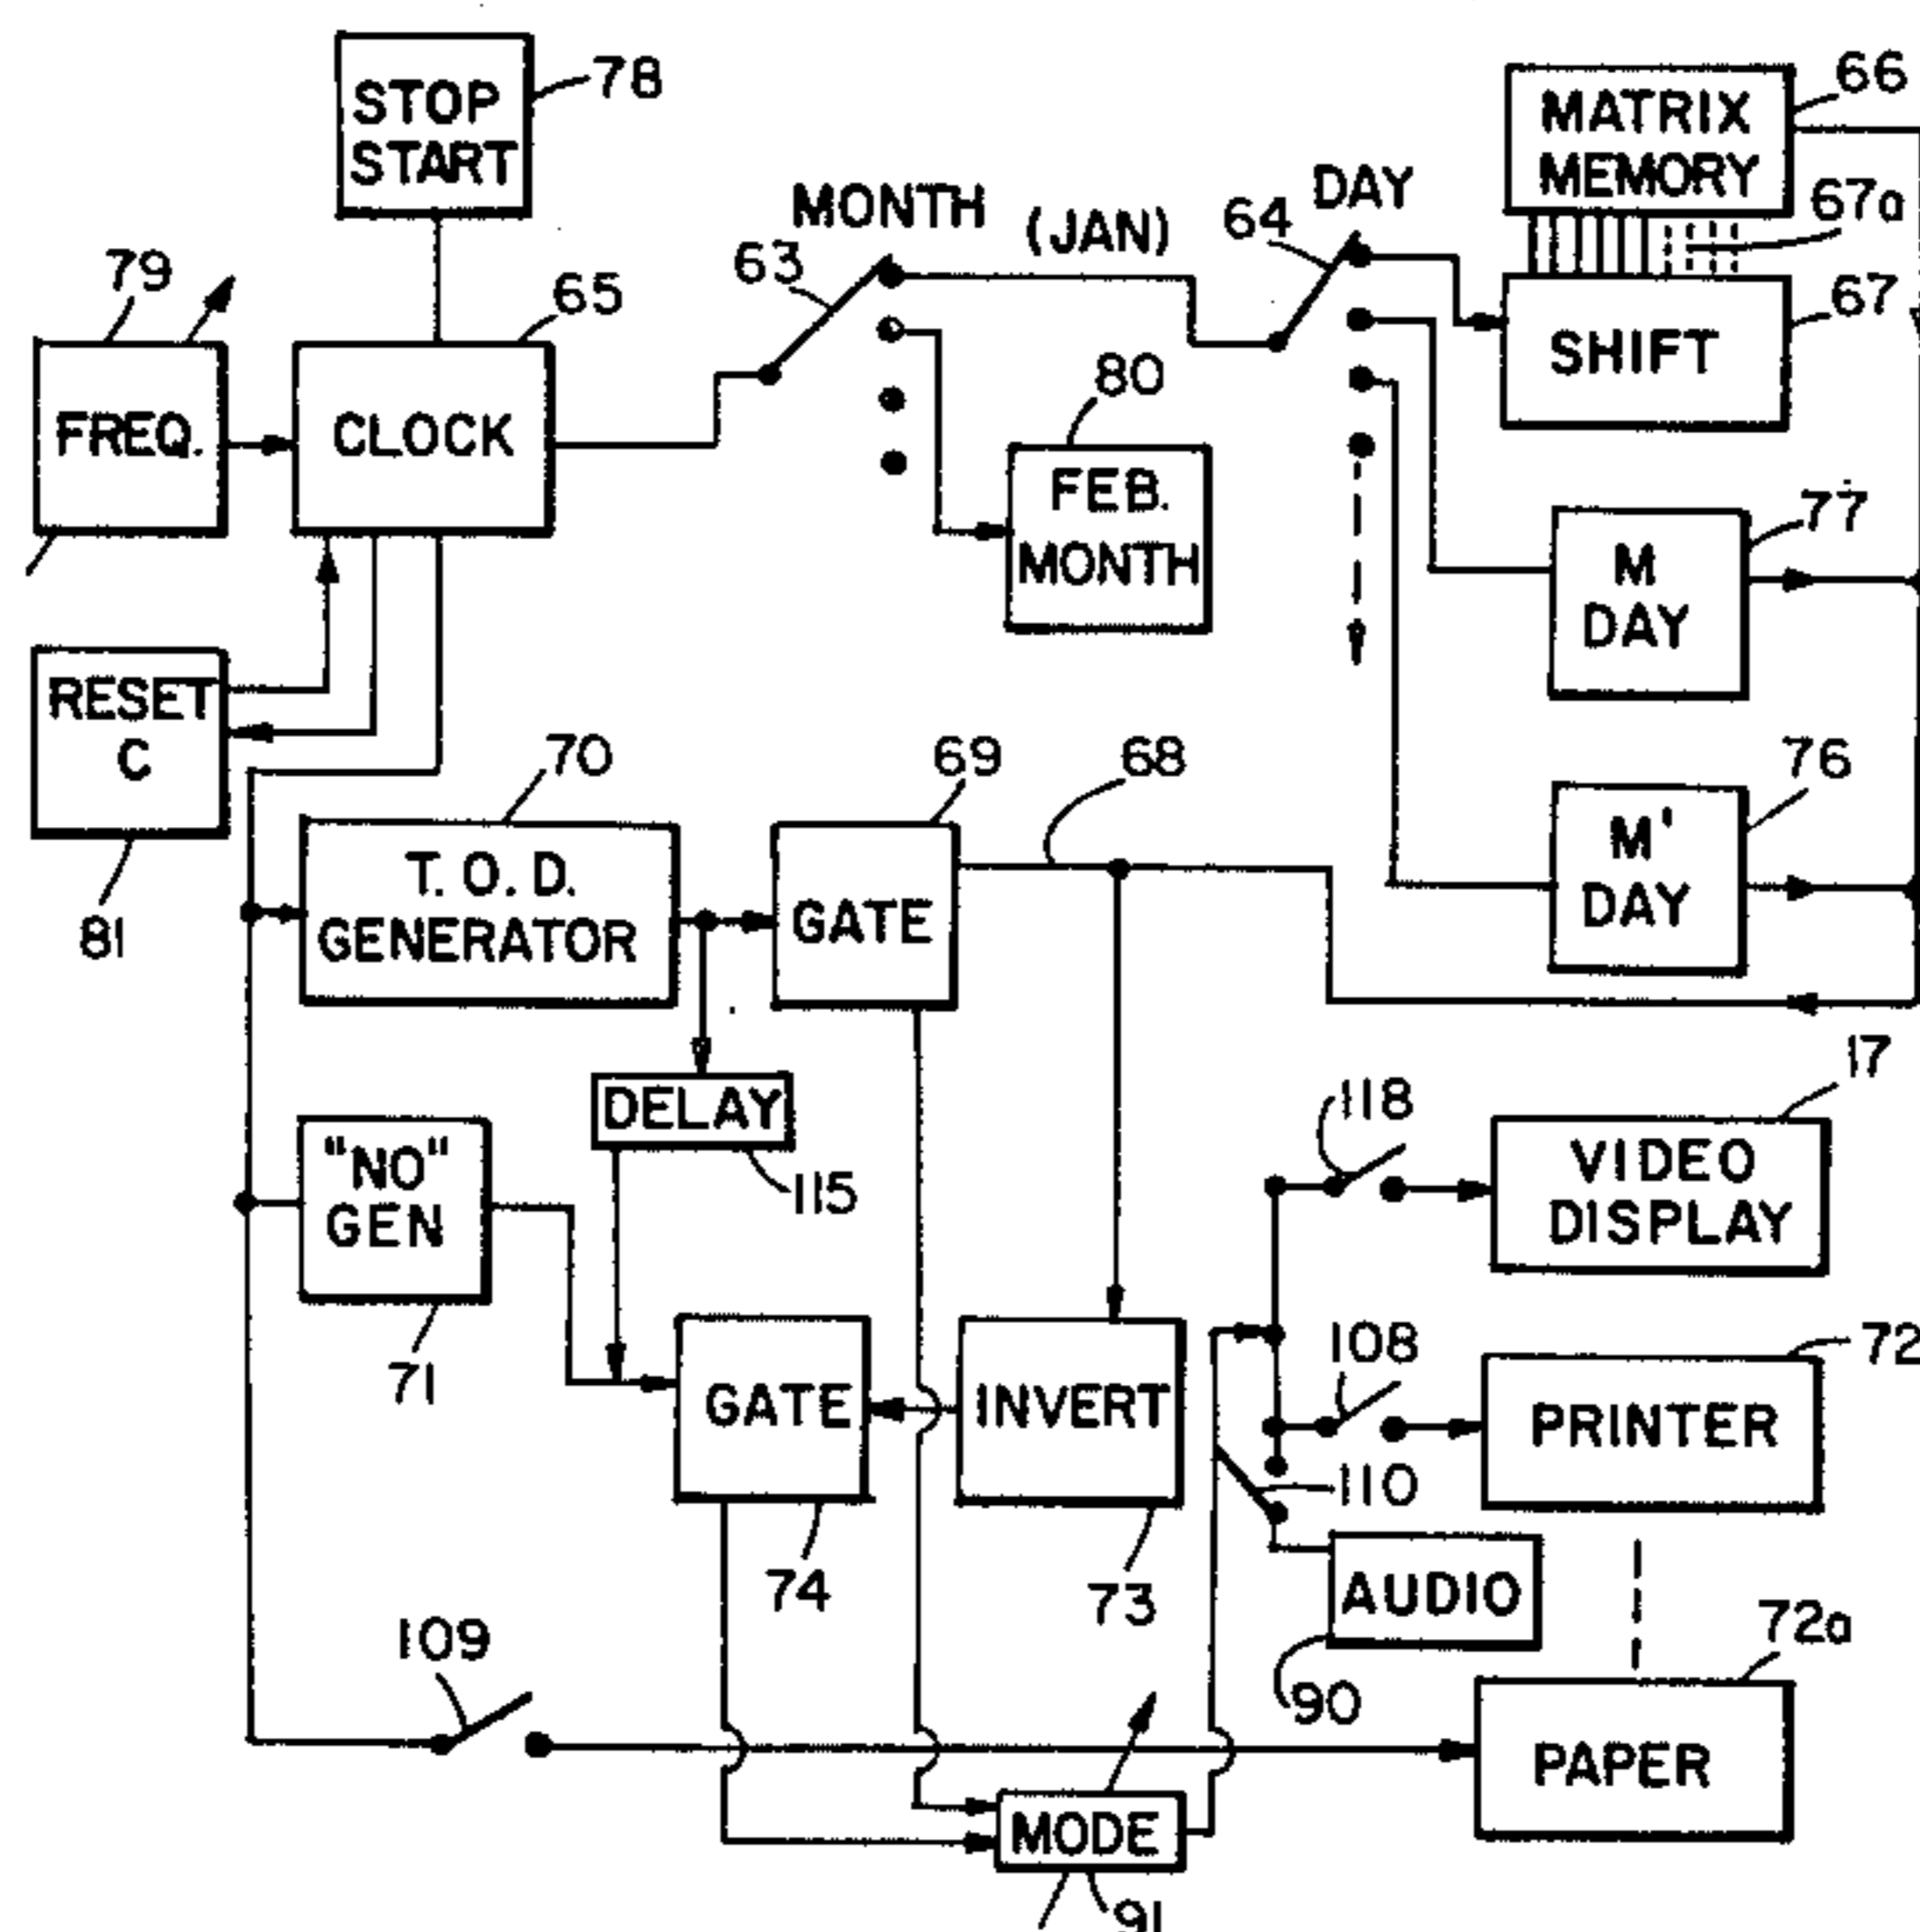 STOP
START
78
MATRIX
MEMORY
66
67a
MONTH
(JAN)
DAY
64
63
79
65
FREQ.
CLOCK
SHIFT
67
80
FEB.
MONTH
M
DAY
77
RESET
C
81
70
T. O. D.
GENERATOR
69
GATE
68
M'
DAY
76
DELAY
115
"NO"
GEN
71
17
118
VIDEO
DISPLAY
GATE
74
INVERT
73
108
PRINTER
72
110
AUDIO
90
109
72a
PAPER
MODE
91